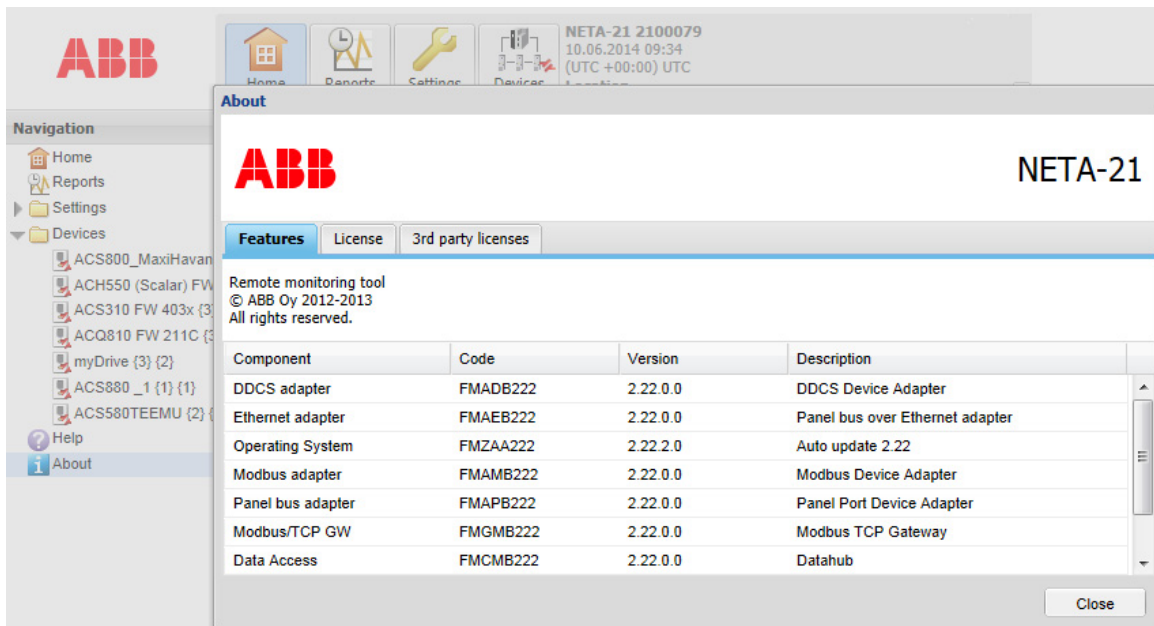 ABB
Home
Reports
Settings
Devices
NETA-21 2100079
10.06.2014 09:34
(UTC +00:00) UTC
Location
Navigation
Home
Reports
Settings
Devices
ACS800_MaxiHavan
ACH550 (Scalar) FW
ACS310 FW 403x {3}
ACQ810 FW 211C {3
myDrive {3} {2}
ACS880 _1 {1} {1}
ACS580TEEMU {2} {
Help
About
About
ABB
NETA-21
Features License 3rd party licenses
Remote monitoring tool
© ABB Oy 2012-2013
All rights reserved.
Component Code Version Description
DDCS adapter FMADB222 2.22.0.0 DDCS Device Adapter
Ethernet adapter FMAEB222 2.22.0.0 Panel bus over Ethernet adapter
Operating System FMZAA222 2.22.2.0 Auto update 2.22
Modbus adapter FMAMB222 2.22.0.0 Modbus Device Adapter
Panel bus adapter FMAPB222 2.22.0.0 Panel Port Device Adapter
Modbus/TCP GW FMGMB222 2.22.0.0 Modbus TCP Gateway
Data Access FMCMB222 2.22.0.0 Datahub
Close